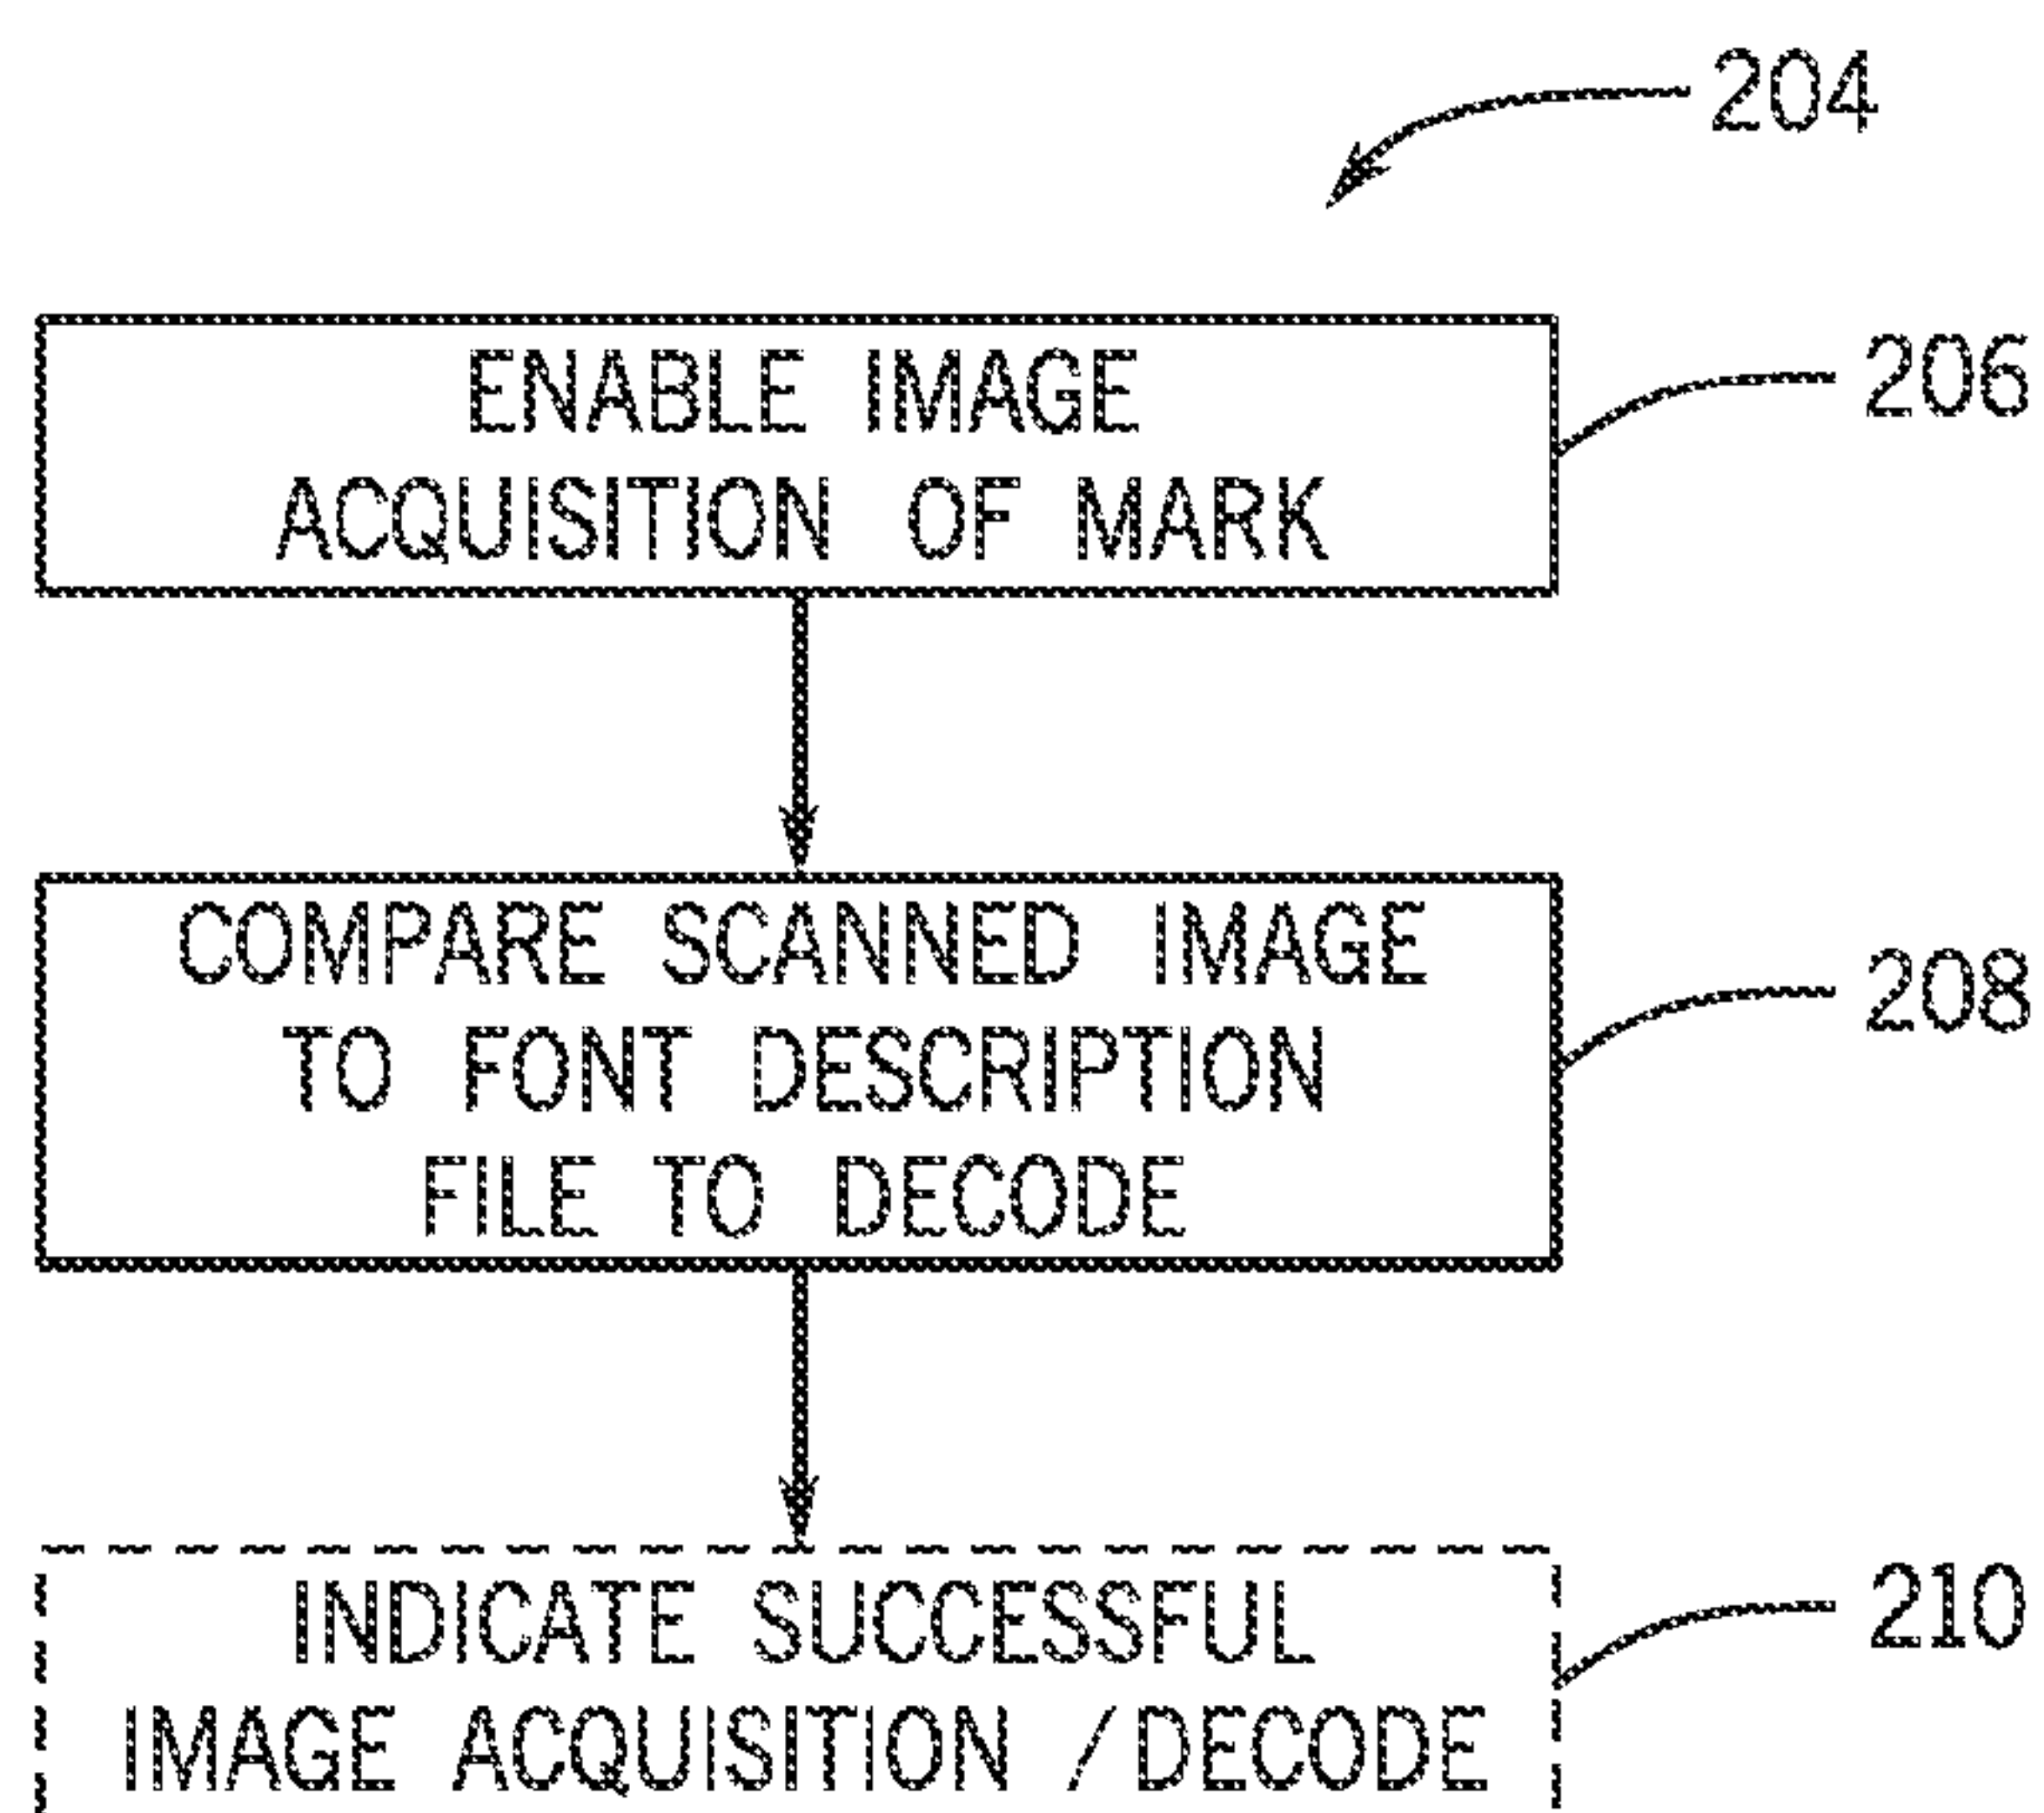 204
ENABLE IMAGE
ACQUISITION OF MARK
206
COMPARE SCANNED IMAGE
TO FONT DESCRIPTION
FILE TO DECODE
208
INDICATE SUCCESSFUL
IMAGE ACQUISITION /DECODE
210